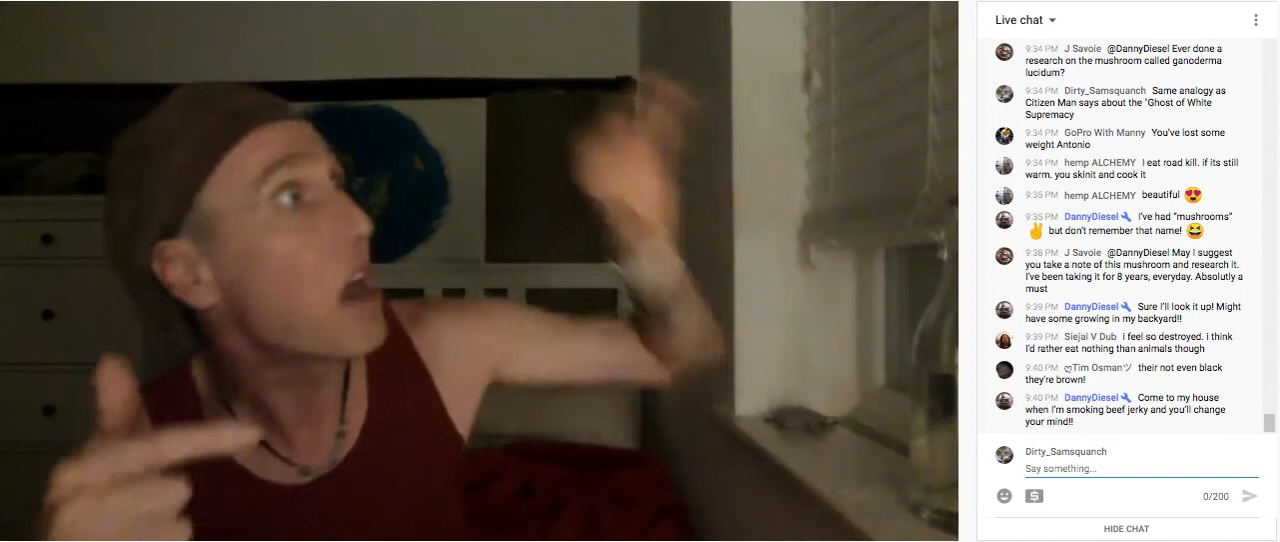 Live chat
9:34 PM J Savoie @DannyDiesel Ever done a
research on the mushroom called ganoderma
lucidum?
9:34 PM Dirty_Samsquanch Same analogy as
Citizen Man says about the "Ghost of White
Supremacy
9:34 PM GoPro With Manny You've lost some
weight Antonio
9:34 PM hemp ALCHEMY I eat road kill. if its still
warm. you skinit and cook it
9:35 PM hemp ALCHEMY beautiful 😍
9:35 PM DannyDiesel I've had "mushrooms"
✌ but don't remember that name! 😆
9:38 PM J Savoie @DannyDiesel May I suggest
you take a note of this mushroom and research it.
I've been taking it for 8 years, everyday. Absolutly a
must
9:39 PM DannyDiesel Sure I'll look it up! Might
have some growing in my backyard!!
9:39 PM Siejai V Dub i feel so destroyed. i think
I'd rather eat nothing than animals though
9:40 PM ღTim Osmanツ their not even black
they're brown!
9:40 PM DannyDiesel Come to my house
when I'm smoking beef jerky and you'll change
your mind!!
Dirty_Samsquanch
Say something...
0/200
HIDE CHAT